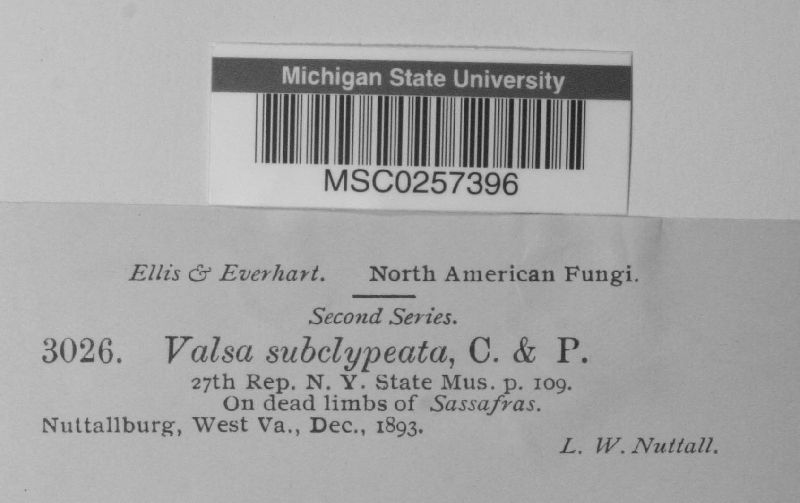 Michigan State University
MSC0257396
Ellis & Everhart. North American Fungi.
Second Series.
3026. Valsa subclypeata, C. & P.
27th Rep. N. Y. State Mus. p. 109.
On dead limbs of Sassafras.
Nuttallburg, West Va., Dec., 1893.
L. W. Nuttall.